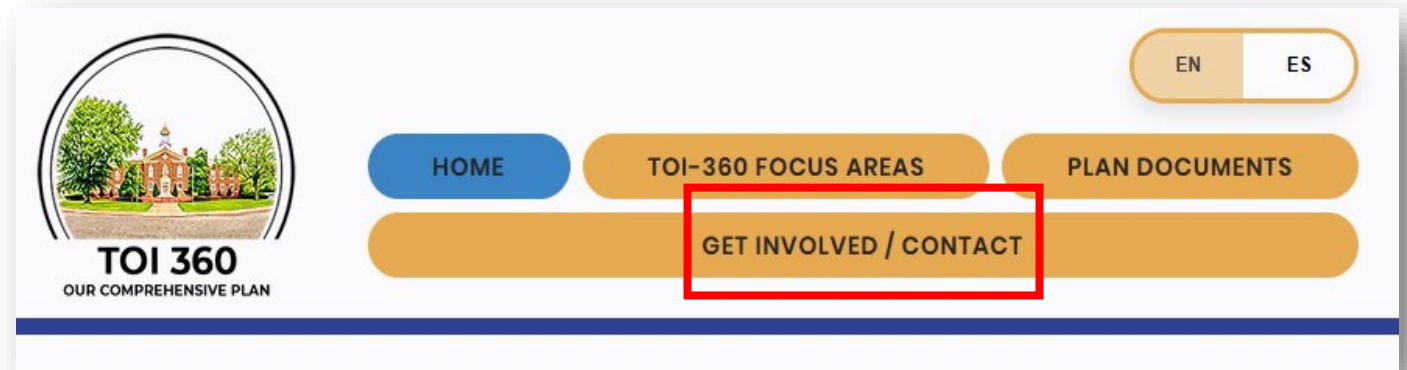 EN ES
HOME TOI-360 FOCUS AREAS PLAN DOCUMENTS
GET INVOLVED / CONTACT
TOI 360
OUR COMPREHENSIVE PLAN